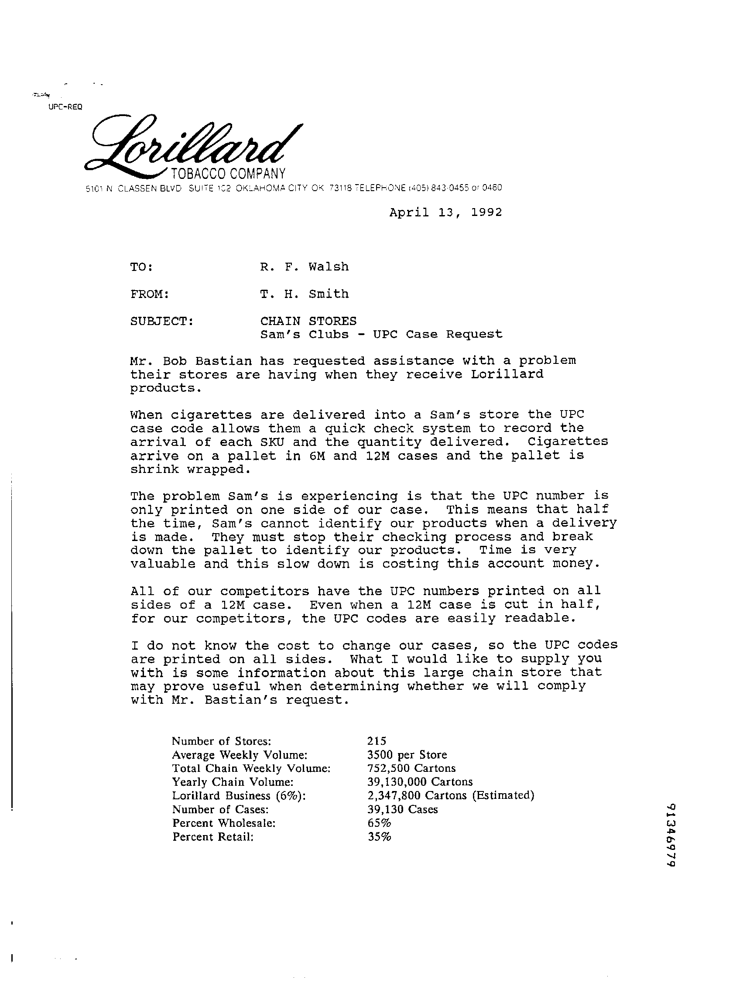 UPC-REQ
Lorillard
TOBACCO COMPANY
5101 N. CLASSEN BLVD. SUITE 102 OKLAHOMA CITY OK 73118 TELEPHONE (405) 843-0455 or 0460
April 13, 1992
TO: R. F. Walsh
FROM: T. H. Smith
SUBJECT: CHAIN STORES
Sam's Clubs - UPC Case Request
Mr. Bob Bastian has requested assistance with a problem
their stores are having when they receive Lorillard
products.
When cigarettes are delivered into a Sam's store the UPC
case code allows them a quick check system to record the
arrival of each SKU and the quantity delivered. Cigarettes
arrive on a pallet in 6M and 12M cases and the pallet is
shrink wrapped.
The problem Sam's is experiencing is that the UPC number is
only printed on one side of our case. This means that half
the time, Sam's cannot identify our products when a delivery
is made. They must stop their checking process and break
down the pallet to identify our products. Time is very
valuable and this slow down is costing this account money.
All of our competitors have the UPC numbers printed on all
sides of a 12M case. Even when a 12M case is cut in half,
for our competitors, the UPC codes are easily readable.
I do not know the cost to change our cases, so the UPC codes
are printed on all sides. What I would like to supply you
with is some information about this large chain store that
may prove useful when determining whether we will comply
with Mr. Bastian's request.
Number of Stores: 215
Average Weekly Volume: 3500 per Store
Total Chain Weekly Volume: 752,500 Cartons
Yearly Chain Volume: 39,130,000 Cartons
Lorillard Business (6%): 2,347,800 Cartons (Estimated)
Number of Cases: 39,130 Cases
Percent Wholesale: 65%
Percent Retail: 35%
91346979